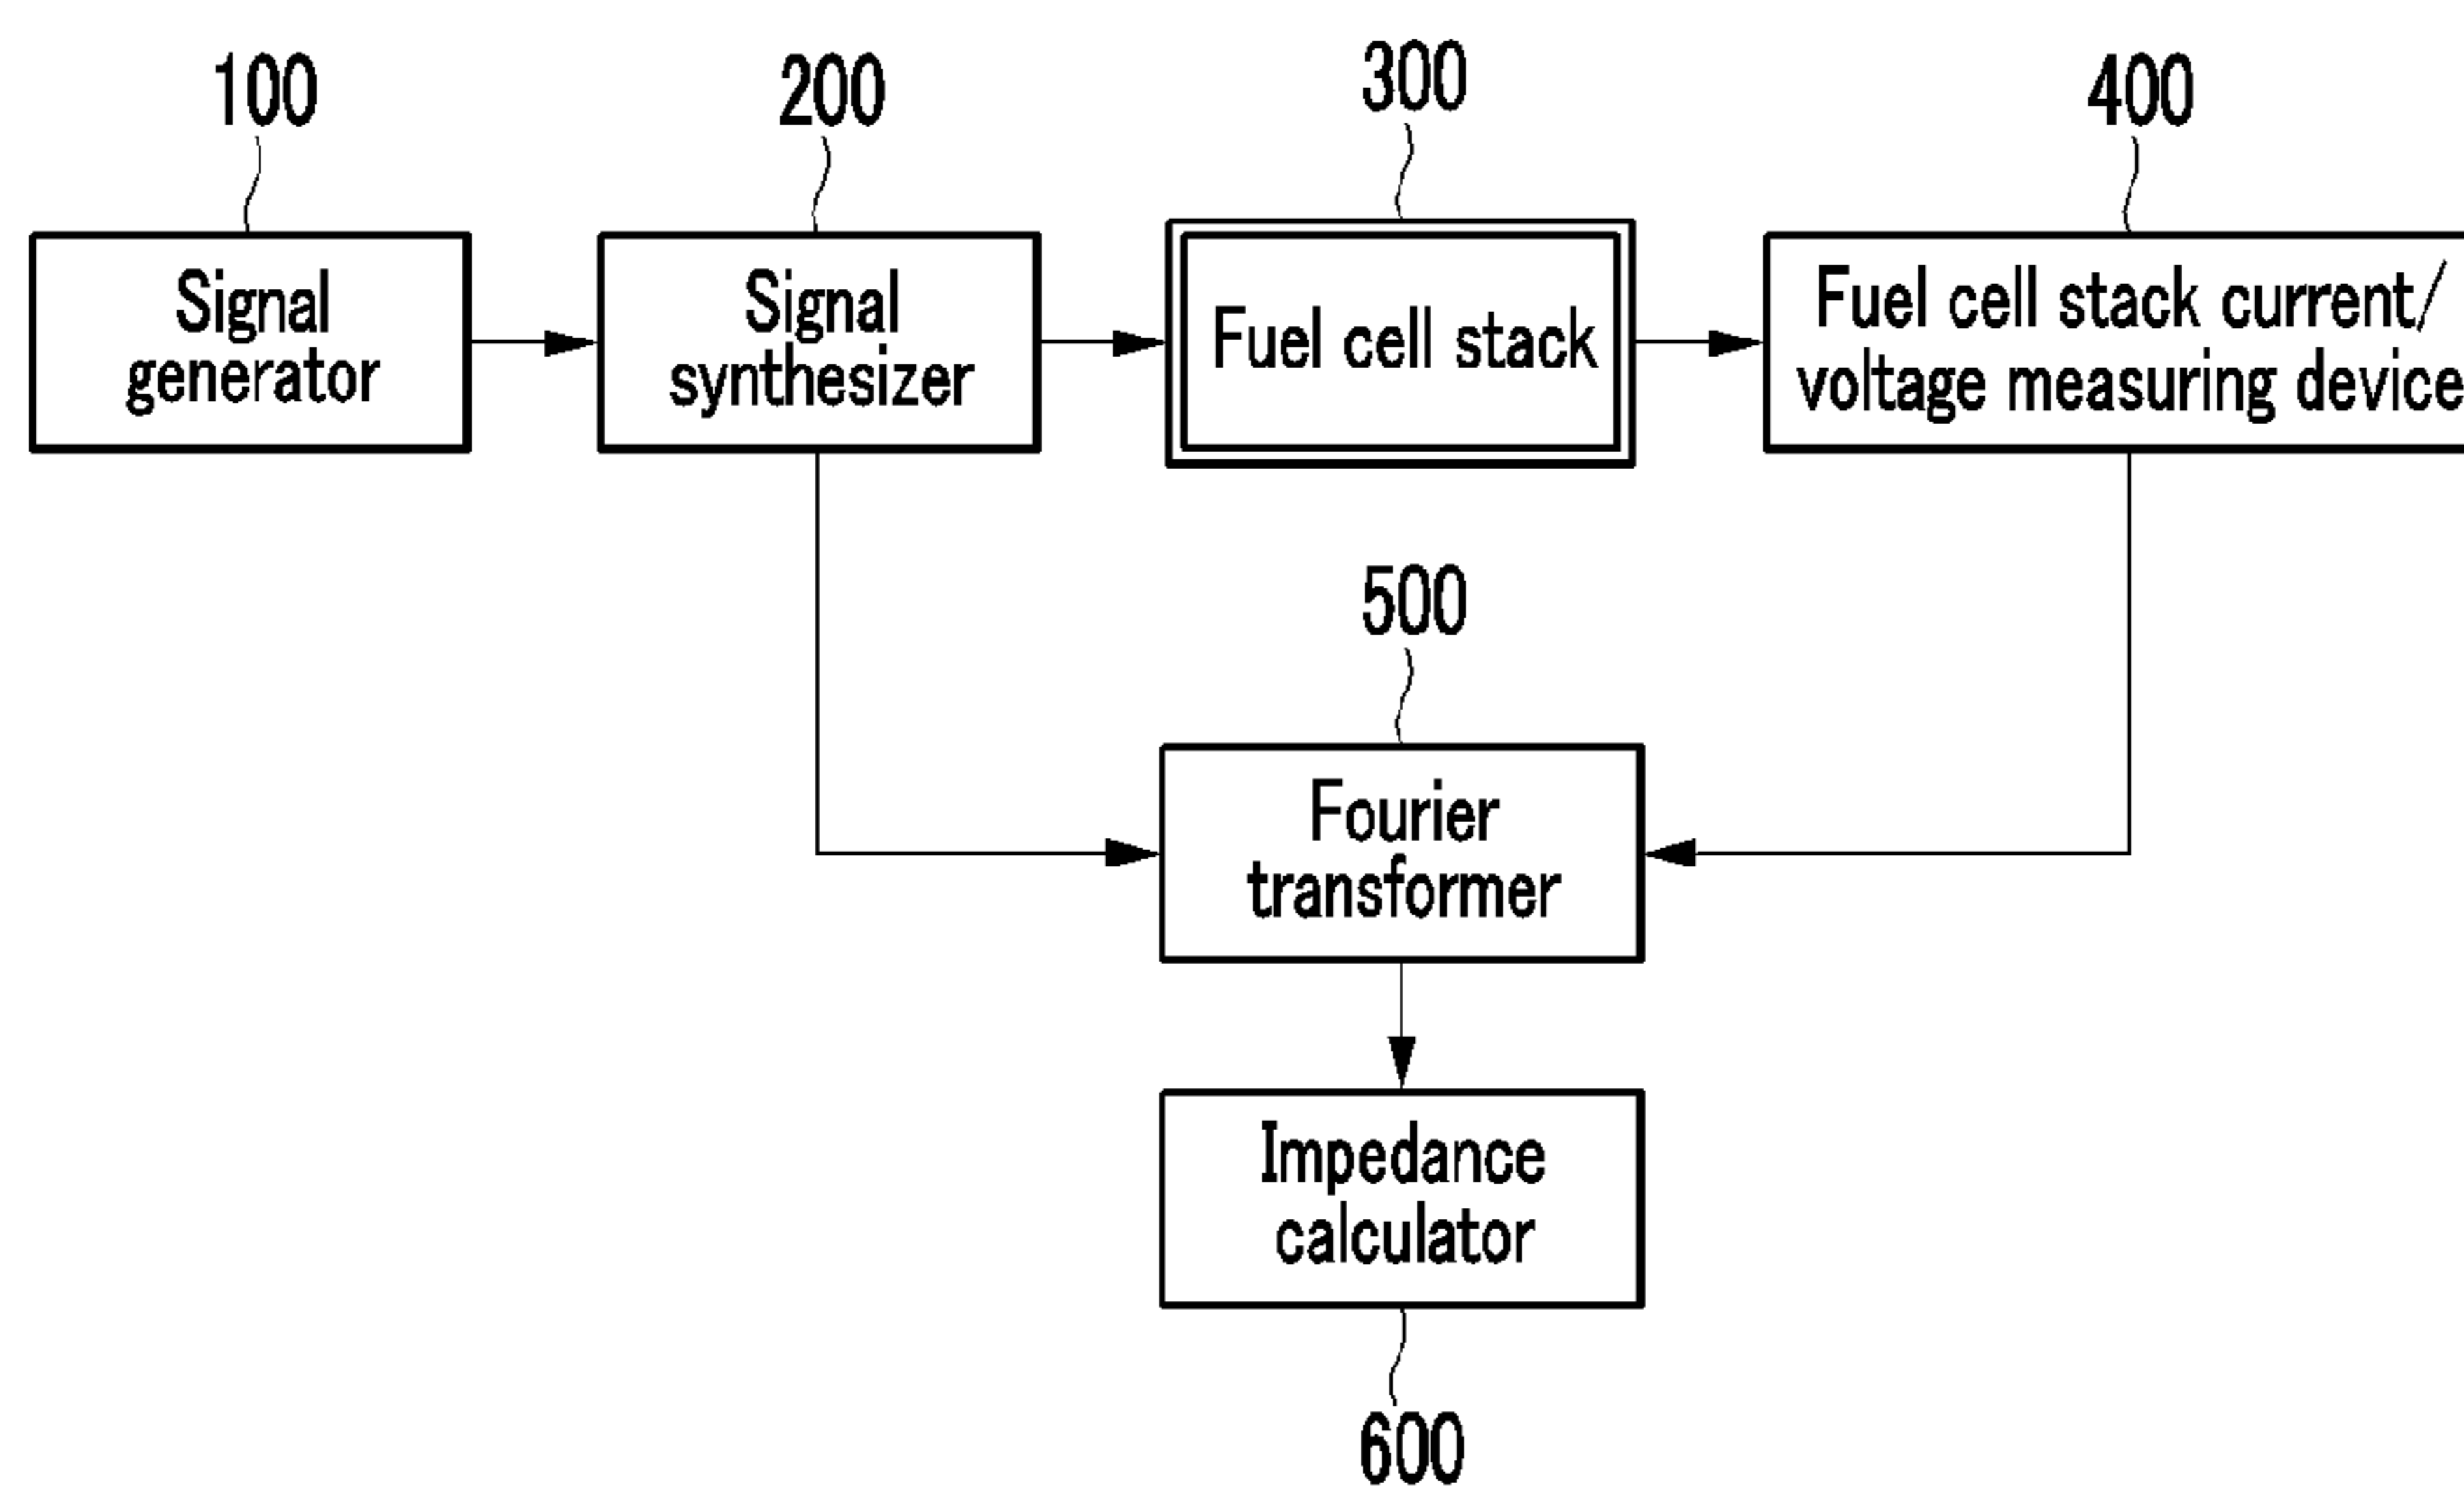 100
200
300
400
Signal
generator
Signal
synthesizer
Fuel cell stack
Fuel cell stack current/
voltage measuring device
500
Fourier
transformer
Impedance
calculator
600